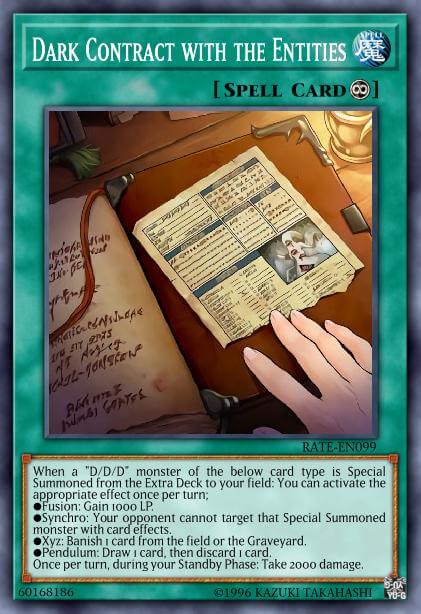 DARK CONTRACT WITH THE ENTITIES
SPELL
魔
[SPELL CARD]
RATE-EN099
When a "D/D/D" monster of the below card type is Special
Summoned from the Extra Deck to your field: You can activate the
appropriate effect once per turn;
●Fusion: Gain 1000 LP.
●Synchro: Your opponent cannot target that Special Summoned
monster with card effects.
●Xyz: Banish 1 card from the field or the Graveyard.
●Pendulum: Draw 1 card, then discard 1 card.
Once per, during your Standby Phase: Take 2000 damage.
60168186
©1996 KAZUKI TAKAHASHI